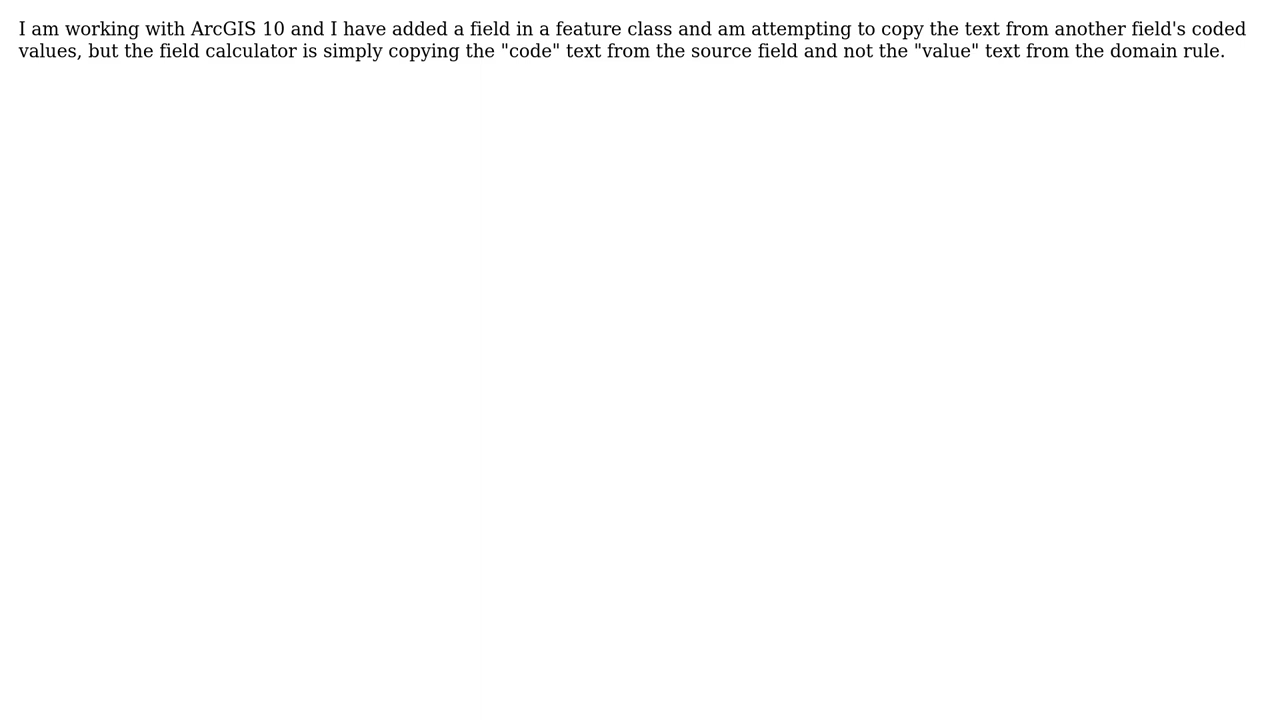 I am working with ArcGIS 10 and I have added a field in a feature class and am attempting to copy the text from another field's coded
values, but the field calculator is simply copying the "code" text from the source field and not the "value" text from the domain rule.